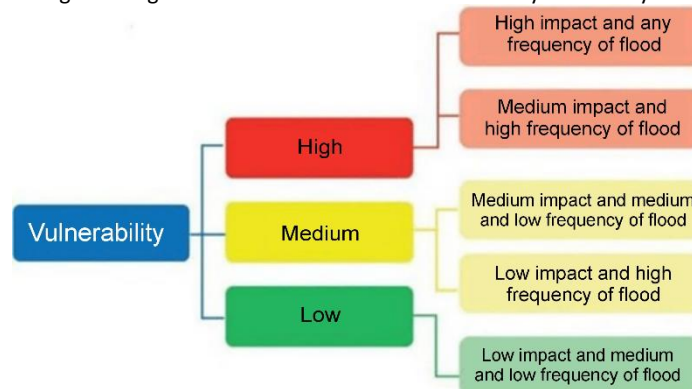 High impact and any
frequency of flood
Medium impact and
high frequency of flood
High
Medium impact and medium
and low frequency of flood
Vulnerability
Medium
Low impact and high
frequency of flood
Low
Low impact and medium
and low frequency of flood